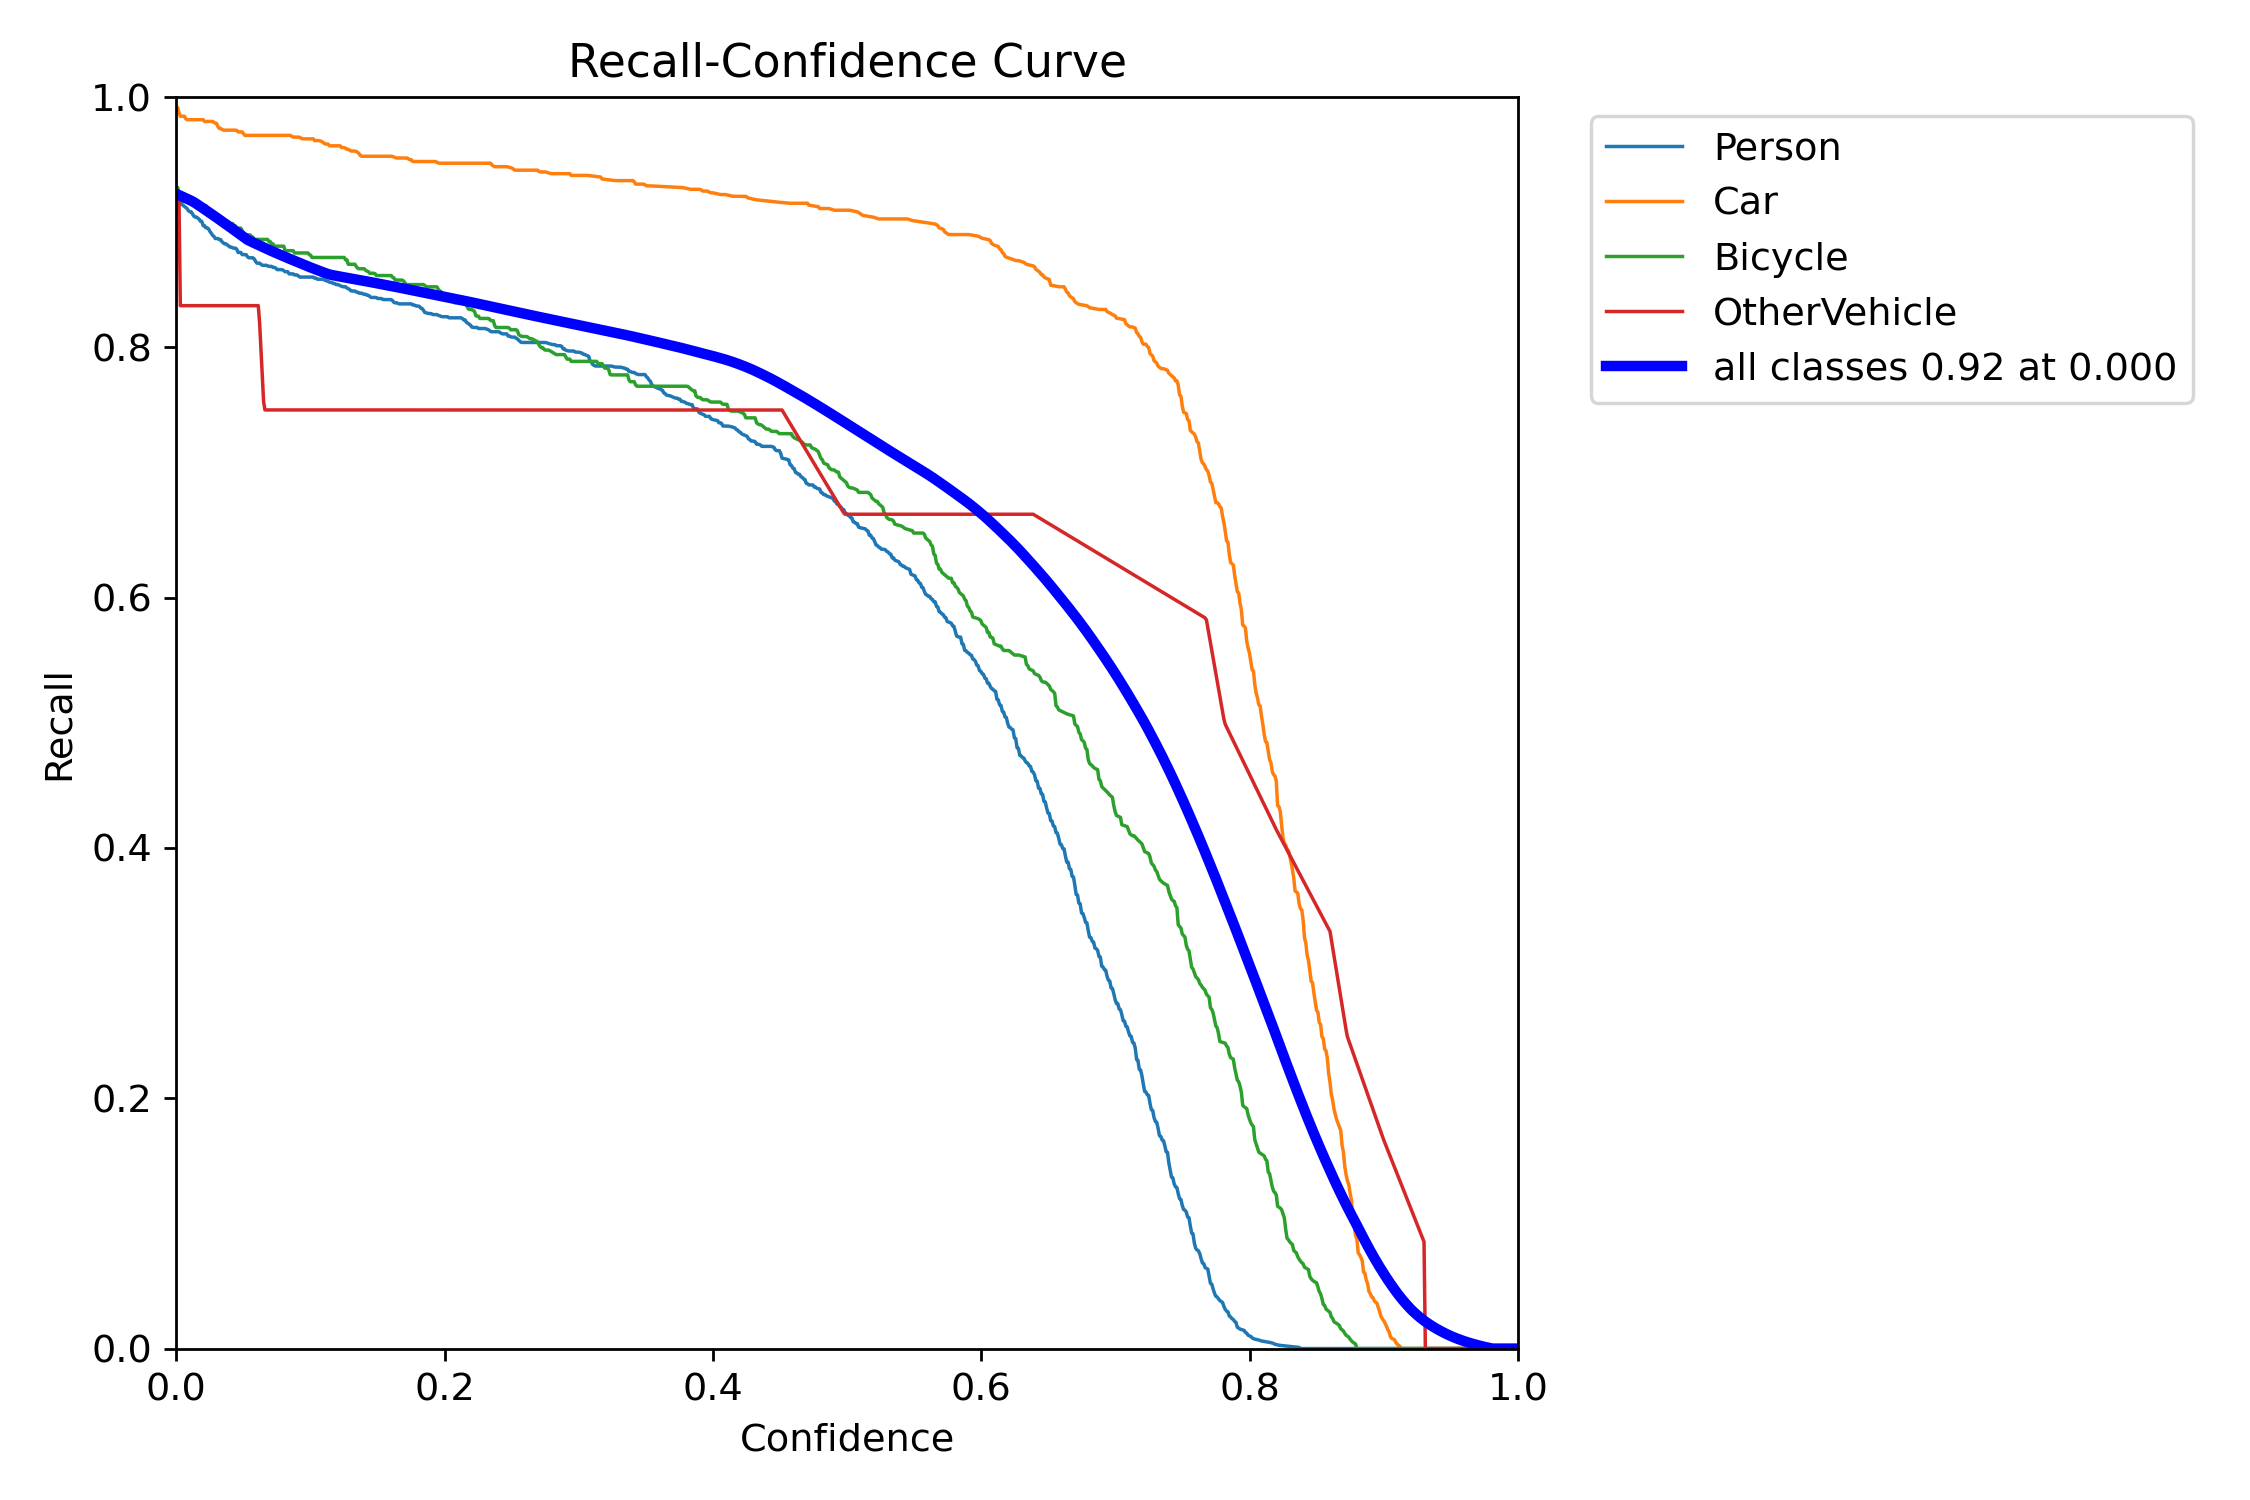 Recall-Confidence Curve
1.0
0.8
0.6
0.4
0.2
0.0
Recall
0.0 0.2 0.4 0.6 0.8 1.0
Confidence
Person
Car
Bicycle
OtherVehicle
all classes 0.92 at 0.000